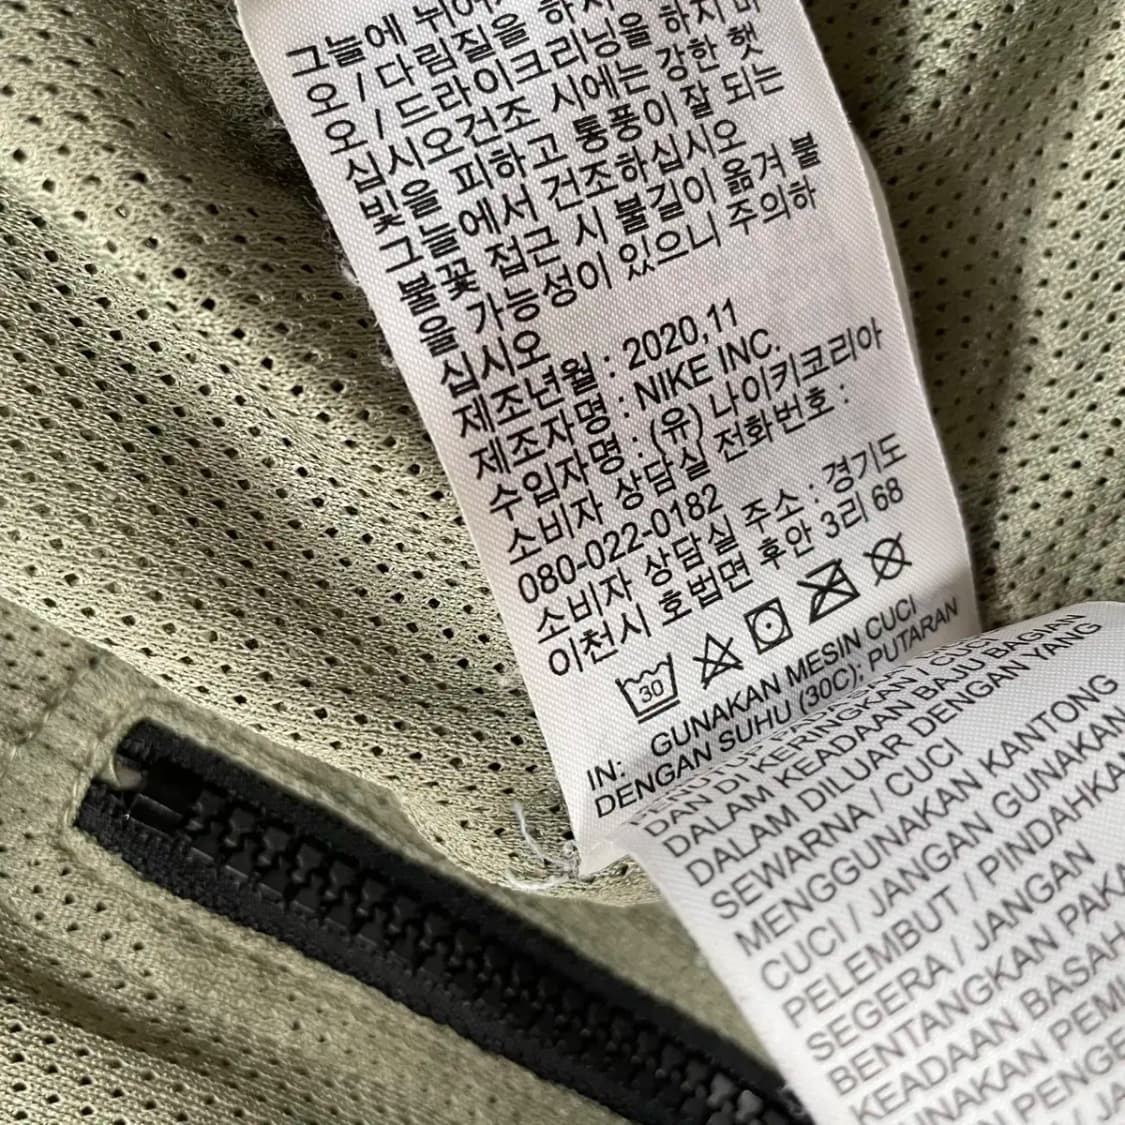 그늘에 뉘어
오 / 다림질을 하지
오 / 드라이크리닝을 하지 마
십시오건조 시에는 강한 햇
빛을 피하고 통풍이 잘 되는
그늘에서 건조하십시오
불꽃 접근 시 불길이 옮겨 붙
을 가능성이 있으니 주의하
십시오
제조년월 : 2020,11
제조자명 : NIKE INC.
수입자명 : (유) 나이키코리아
소비자 상담실 전화번호 :
080-022-0182
소비자 상담실 주소 : 경기도
이천시 호법면 후안 3리 68
30
IN: GUNAKAN MESIN CUCI
DENGAN SUHU (30C); PUTARAN
DAN DI KERINGKAN / CUCI
DALAM KEADAAN BAJU BAGIAN
DALAM DILUAR DENGAN YANG
SEWARNA / CUCI
MENGGUNAKAN KANTONG
CUCI / JANGAN GUNAKAN
PELEMBUT / PINDAHKAN
SEGERA / JANGAN
BENTANGKAN
KEADAAN BASAH